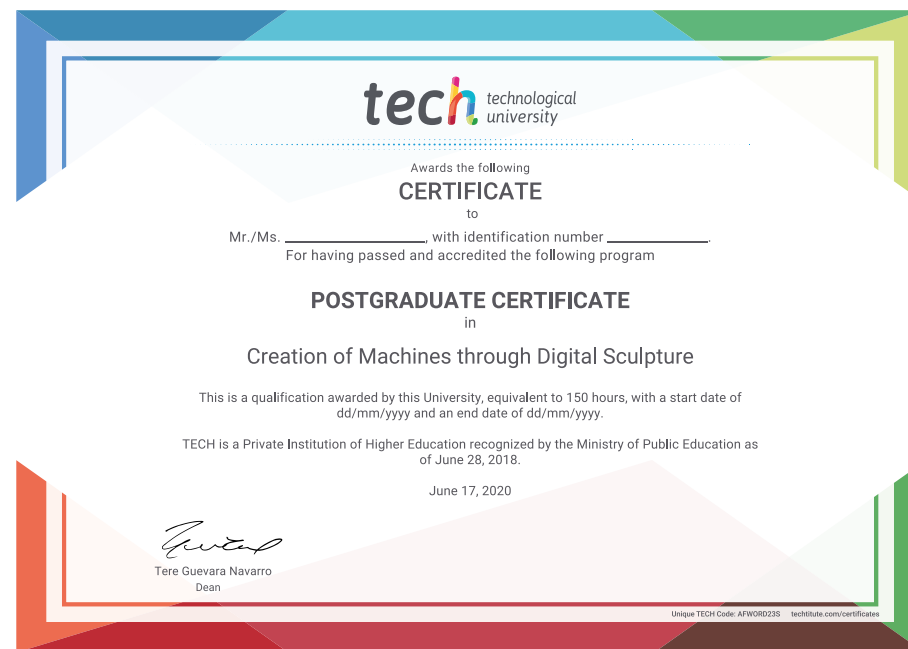 tech technological
university
Awards the following
CERTIFICATE
to
Mr./Ms. ____________________, with identification number _______________.
For having passed and accredited the following program
POSTGRADUATE CERTIFICATE
in
Creation of Machines through Digital Sculpture
This is a qualification awarded by this University, equivalent to 150 hours, with a start date of
dd/mm/yyyy and an end date of dd/mm/yyyy.
TECH is a Private Institution of Higher Education recognized by the Ministry of Public Education as
of June 28, 2018.
June 17, 2020
Tere Guevara Navarro
Dean
Unique TECH Code: AFWORD23S techtitute.com/certificates